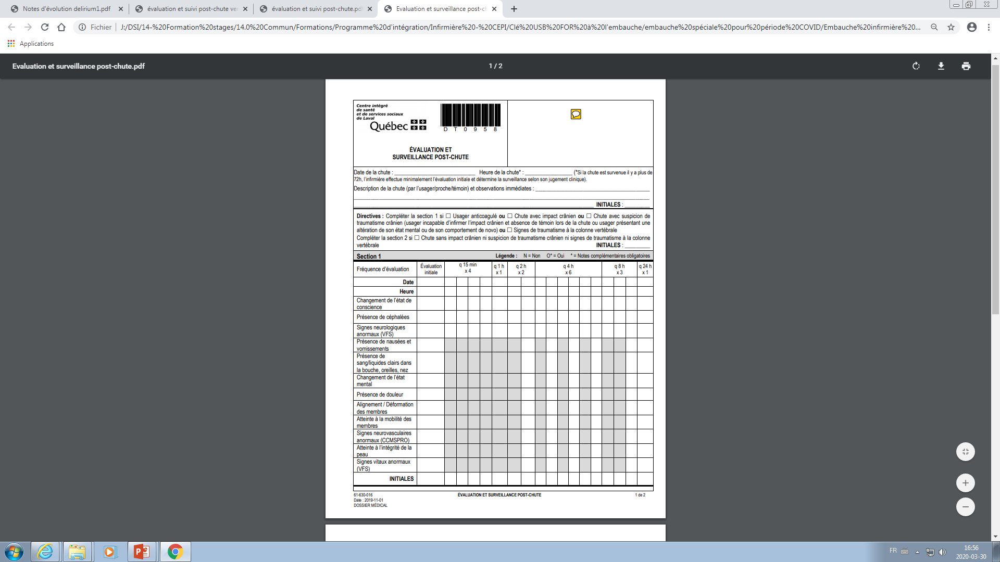 Notes d'évolution delirium1.pdf
évaluation et suivi post-chute ve
évaluation et suivi post-chute.pd
Evaluation et surveillance post-c
Fichier
J:/DSI/14-%20Formation%20stages/14.0%20Commun/Formations/Programme%20d'intégration/Infirmière%20-%20CEPI/Clé%20USB%20FOR%20à%20l'embauche/embauche%20spéciale%20pour%20période%20COVID/Embauche%20infirmière%20...
Applications
Evaluation et surveillance post-chute.pdf
1 / 2
Centre intégré
de santé
et de services sociaux
de Laval
Québec
D T 0 9 5 8
ÉVALUATION ET
SURVEILLANCE POST-CHUTE
Date de la chute : ____ Heure de la chute* : ____ (*Si la chute est survenue il y a plus de
72h, l'infirmière effectue minimalement l'évaluation initiale et détermine la surveillance selon son jugement clinique).
Description de la chute (par l'usager/proche/témoin) et observations immédiates : ____
INITIALES : ____
Directives : Compléter la section 1 si ☐ Usager anticoagulé ou ☐ Chute avec impact crânien ou ☐ Chute avec suspicion de
traumatisme crânien (usager incapable d'infirmer l'impact crânien et absence de témoin lors de la chute ou usager présentant une
altération de son état mental ou de son comportement de novo) ou ☐ Signes de traumatisme à la colonne vertébrale
Compléter la section 2 si ☐ Chute sans impact crânien ni suspicion de traumatisme crânien ni signes de traumatisme à la colonne
vertébrale INITIALES : ____
Section 1 Légende : N = Non O* = Oui * = Notes complémentaires obligatoires
Fréquence d'évaluation
Évaluation
initiale
q 15 min
x 4
q 1 h
x 1
q 2 h
x 2
q 4 h
x 6
q 8 h
x 3
q 24 h
x 1
Date
Heure
Changement de l'état de
conscience
Présence de céphalées
Signes neurologiques
anormaux (VFS)
Présence de nausées et
vomissements
Présence de
sang/liquides clairs dans
la bouche, oreilles, nez
Changement de l'état
mental
Présence de douleur
Alignement / Déformation
des membres
Atteinte à la mobilité des
membres
Signes neurovasculaires
anormaux (CCMSPRO)
Atteinte à l'intégrité de la
peau
Signes vitaux anormaux
(VFS)
INITIALES
61-630-016
Date : 2019-11-01
DOSSIER MÉDICAL
ÉVALUATION ET SURVEILLANCE POST-CHUTE
1 de 2
FR
16:56
2020-03-30